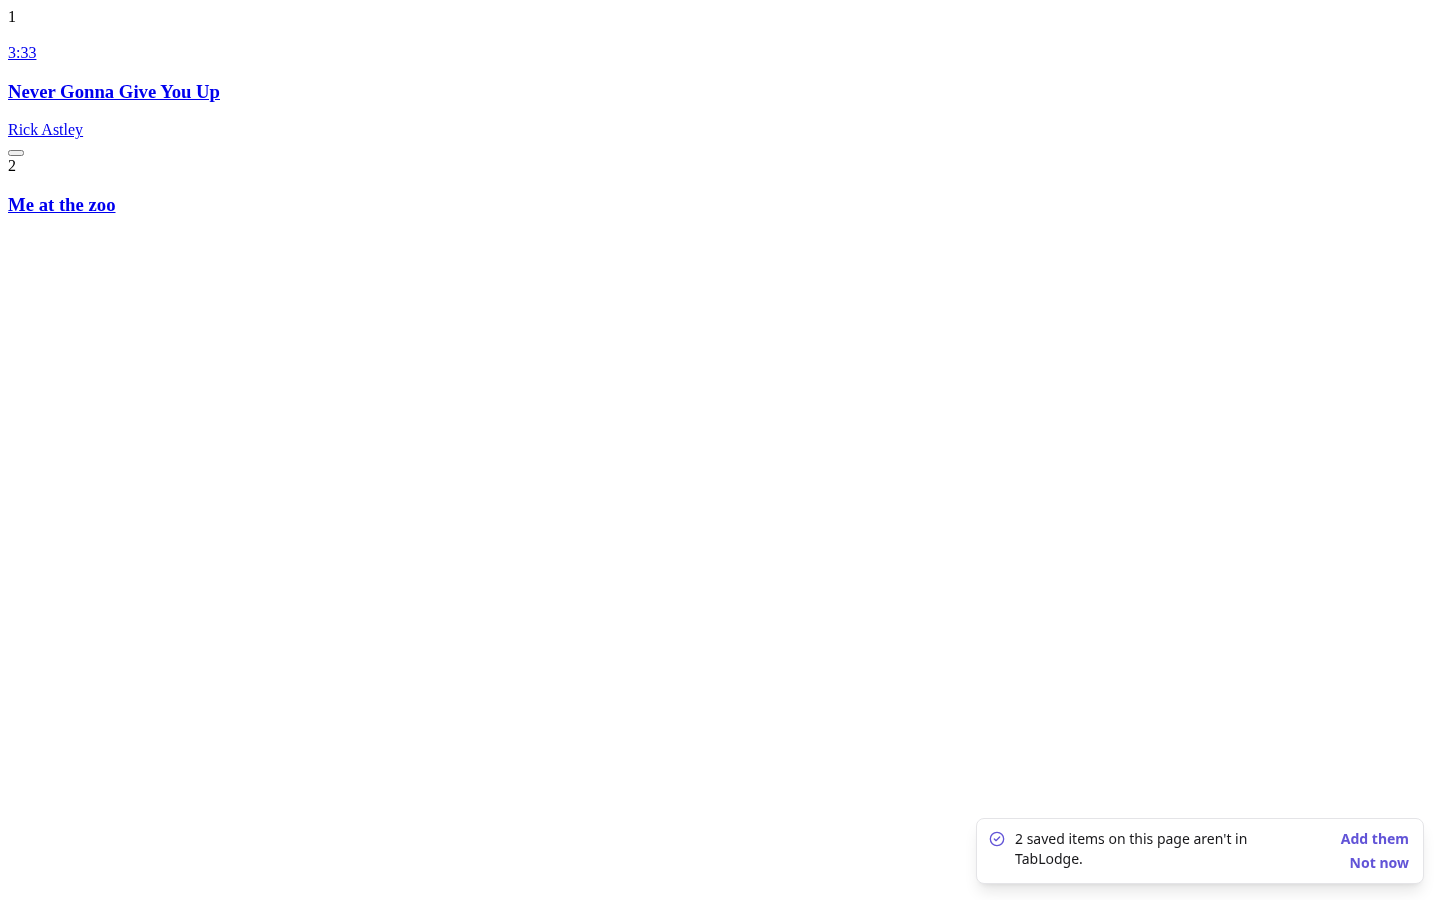 1
3:33
Never Gonna Give You Up
Rick Astley
2
Me at the zoo
2 saved items on this page aren't in
TabLodge.
Add them
Not now